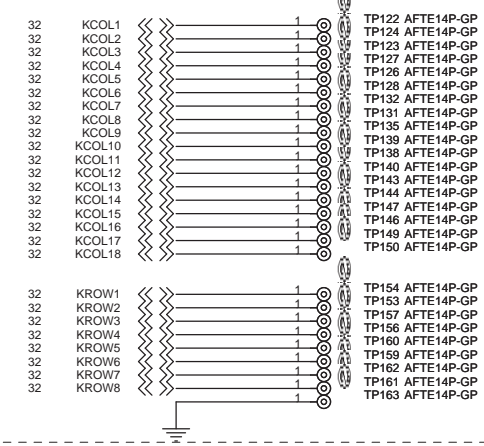 32 KCOL1 1 TP122 AFTE14P-GP
32 KCOL2 1 TP124 AFTE14P-GP
32 KCOL3 1 TP123 AFTE14P-GP
32 KCOL4 1 TP127 AFTE14P-GP
32 KCOL5 1 TP126 AFTE14P-GP
32 KCOL6 1 TP128 AFTE14P-GP
32 KCOL7 1 TP132 AFTE14P-GP
32 KCOL8 1 TP131 AFTE14P-GP
32 KCOL9 1 TP135 AFTE14P-GP
32 KCOL10 1 TP139 AFTE14P-GP
32 KCOL11 1 TP138 AFTE14P-GP
32 KCOL12 1 TP140 AFTE14P-GP
32 KCOL13 1 TP143 AFTE14P-GP
32 KCOL14 1 TP144 AFTE14P-GP
32 KCOL15 1 TP147 AFTE14P-GP
32 KCOL16 1 TP146 AFTE14P-GP
32 KCOL17 1 TP149 AFTE14P-GP
32 KCOL18 1 TP150 AFTE14P-GP
32 KROW1 1 TP154 AFTE14P-GP
32 KROW2 1 TP153 AFTE14P-GP
32 KROW3 1 TP157 AFTE14P-GP
32 KROW4 1 TP156 AFTE14P-GP
32 KROW5 1 TP160 AFTE14P-GP
32 KROW6 1 TP159 AFTE14P-GP
32 KROW7 1 TP162 AFTE14P-GP
32 KROW8 1 TP161 AFTE14P-GP
1 TP163 AFTE14P-GP